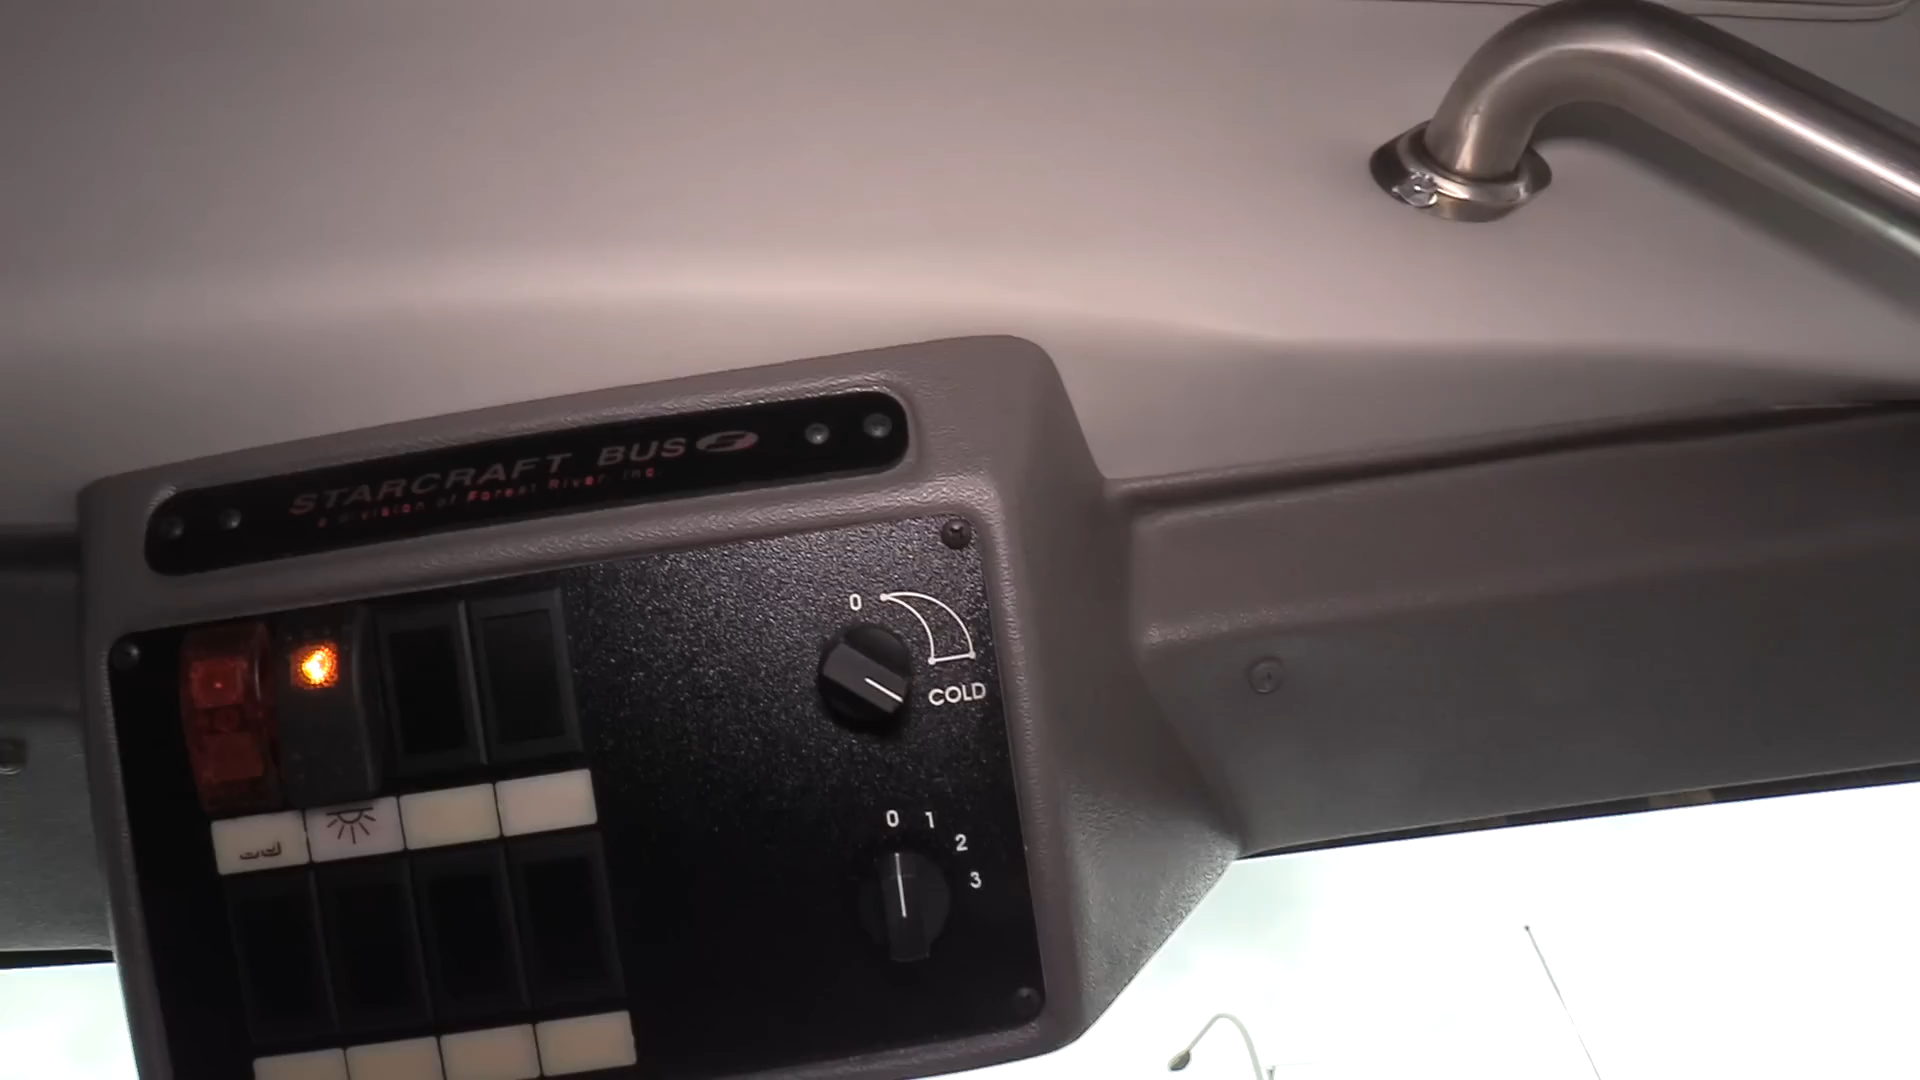 STARCRAFT BUS
a division of Forest River, Inc.
0
COLD
0 1
2
3